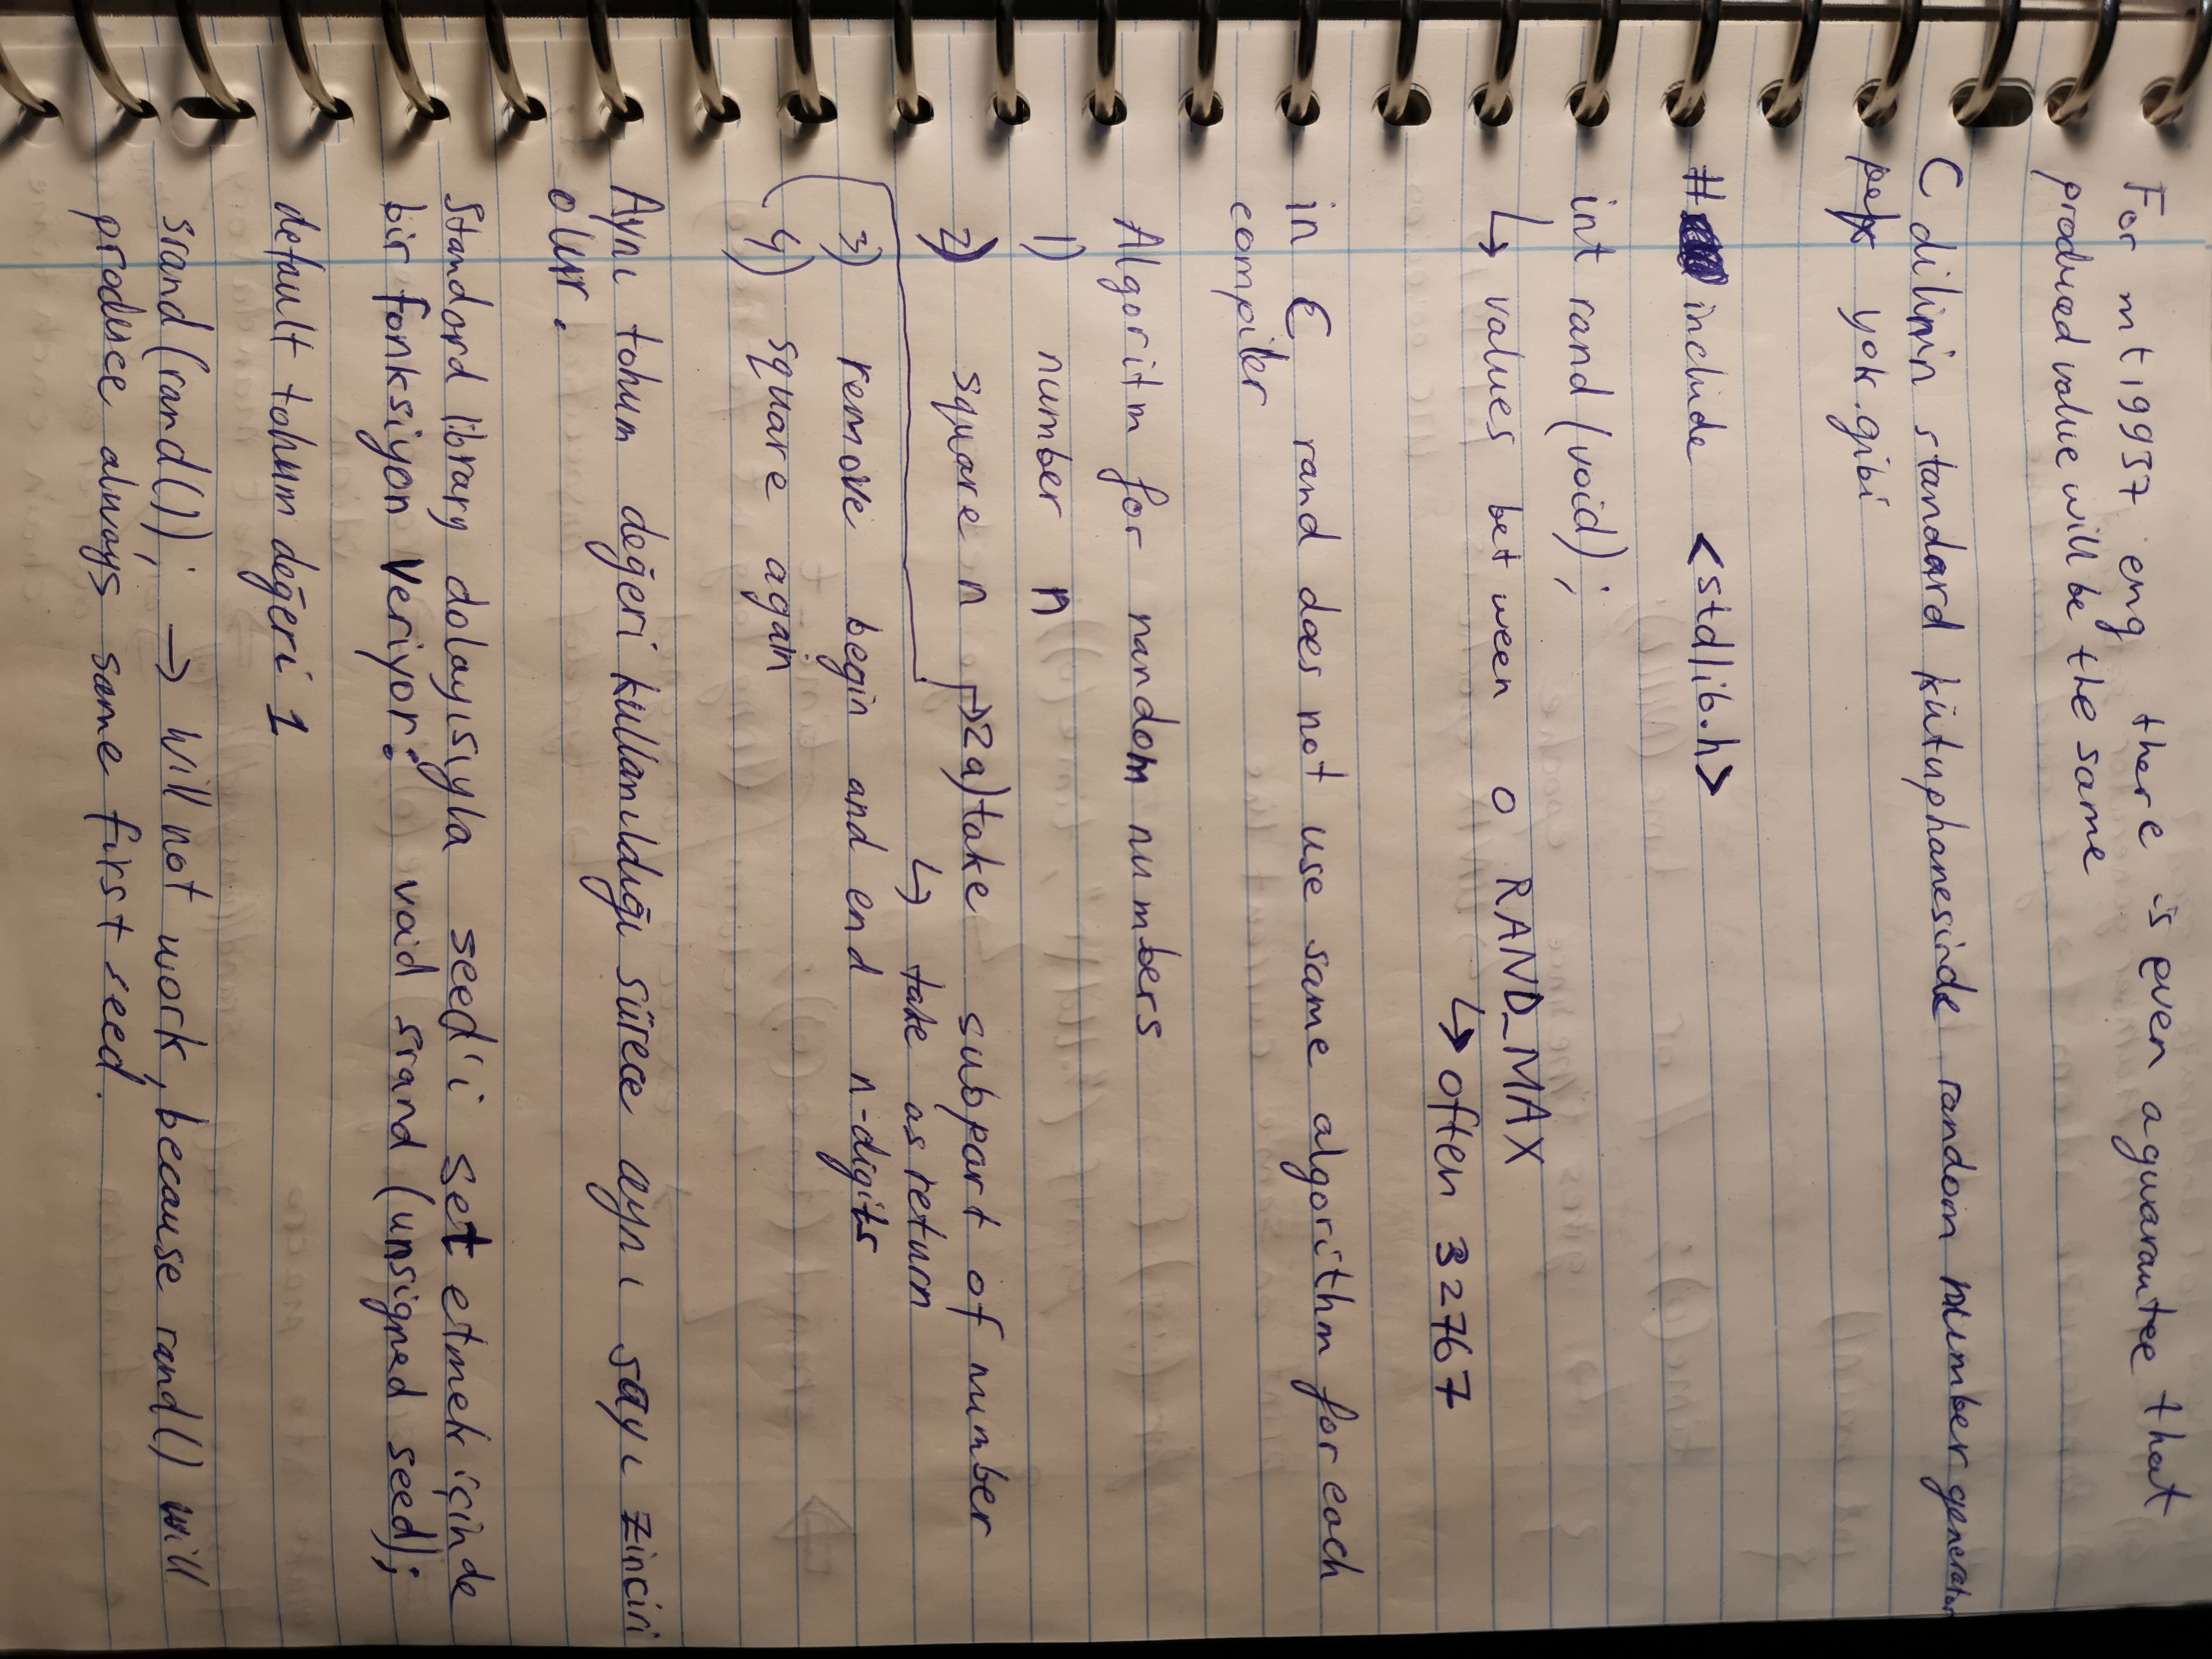 For mt19937 eng there is even a guarantee that
produced value will be the same
C dilinin standard kütuphanesinde random number generator
pek yok gibi
# include <stdlib.h>
int rand (void);
↳ values between 0 RAND_MAX
↳ often 32767
in C, rand does not use same algorithm for each
compiler
Algoritm for random numbers
1) number n
2) square n → 2a) take subpart of number
↳ take as return
3) remove begin and end n-digits
4) square again
Aynı tohum değeri kullanıldığı sürece aynı sayı zinciri
olur.
Standard library dolayısıyla seed'i set etmek içinde
bir fonksiyon veriyor: void srand (unsigned seed);
default tohum değeri 1
srand (rand()); → will not work, because rand() will
produce always same first seed.